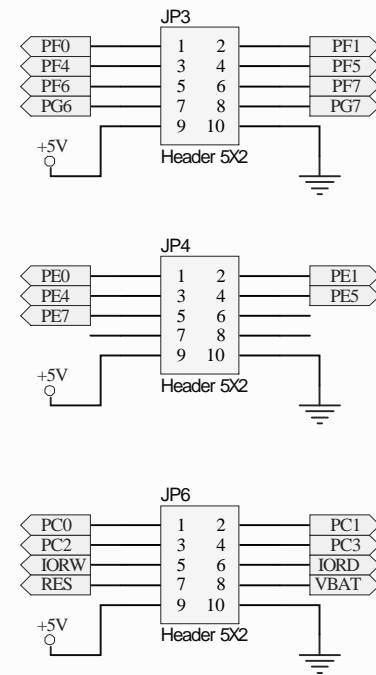 JP3
PF0 1 2 PF1
PF4 3 4 PF5
PF6 5 6 PF7
PG6 7 8 PG7
9 10
+5V
Header 5X2
JP4
PE0 1 2 PE1
PE4 3 4 PE5
PE7 5 6
7 8
9 10
+5V
Header 5X2
JP6
PC0 1 2 PC1
PC2 3 4 PC3
IORW 5 6 IORD
RES 7 8 VBAT
9 10
+5V
Header 5X2